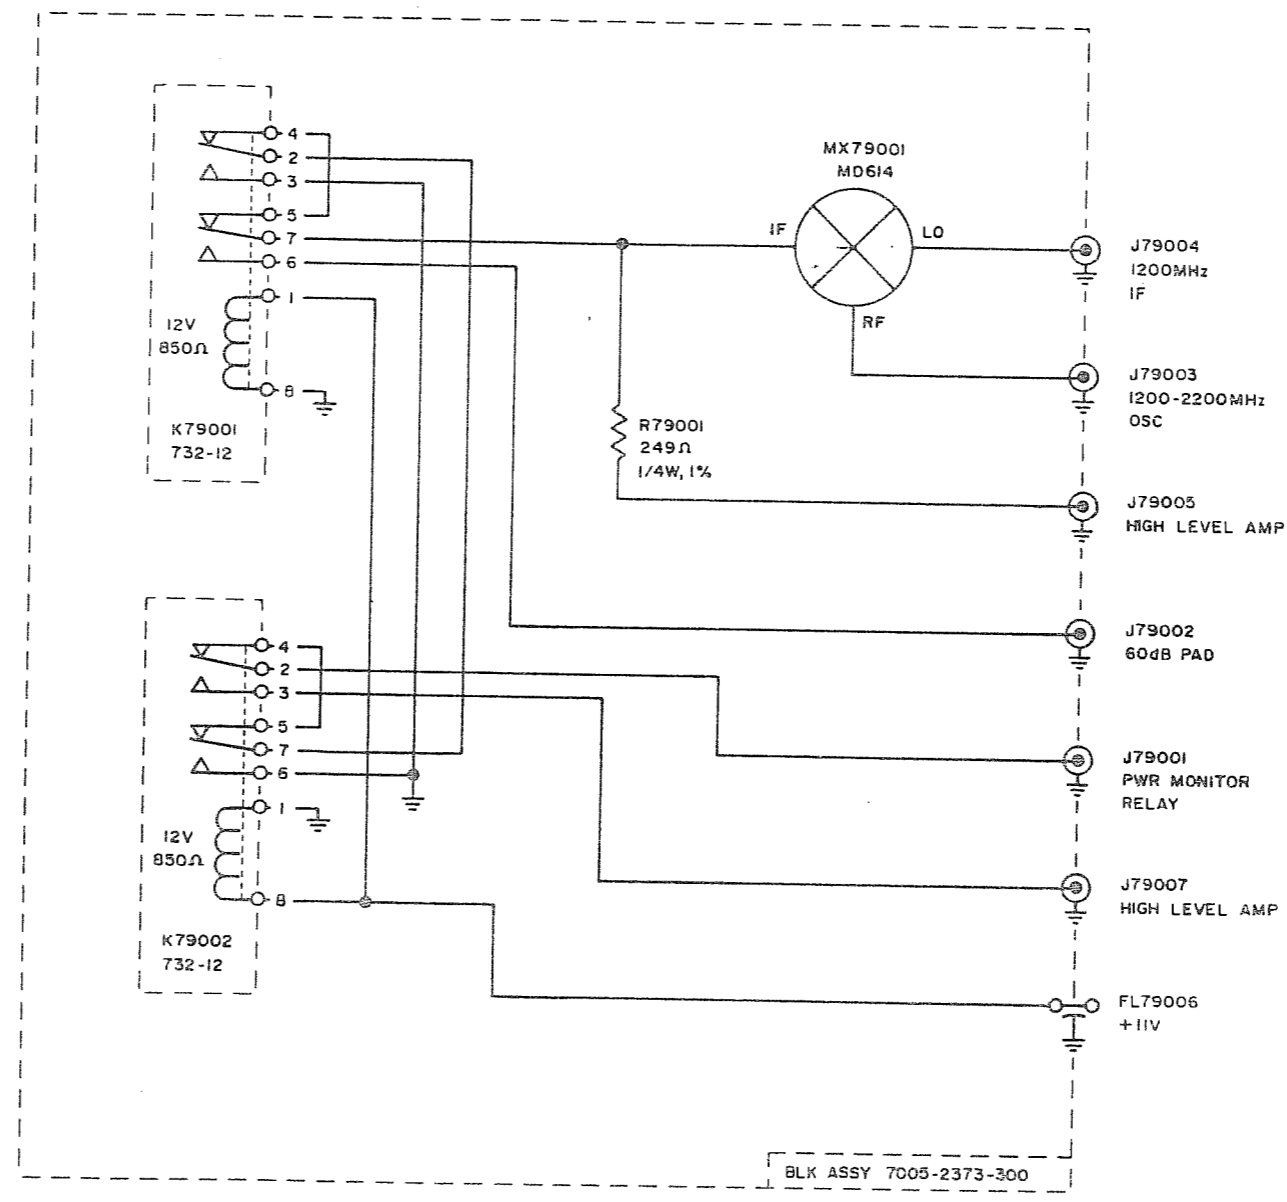 4
2
3
5
7
6
1
12V
850Ω
8
K79001
732-12
MX79001
MD614
IF
LO
RF
J79004
1200MHz
IF
J79003
1200-2200MHz
OSC
R79001
249Ω
1/4W, 1%
J79005
HIGH LEVEL AMP
4
2
3
5
7
6
1
12V
850Ω
8
K79002
732-12
J79002
60dB PAD
J79001
PWR MONITOR
RELAY
J79007
HIGH LEVEL AMP
FL79006
+11V
BLK ASSY 7005-2373-300